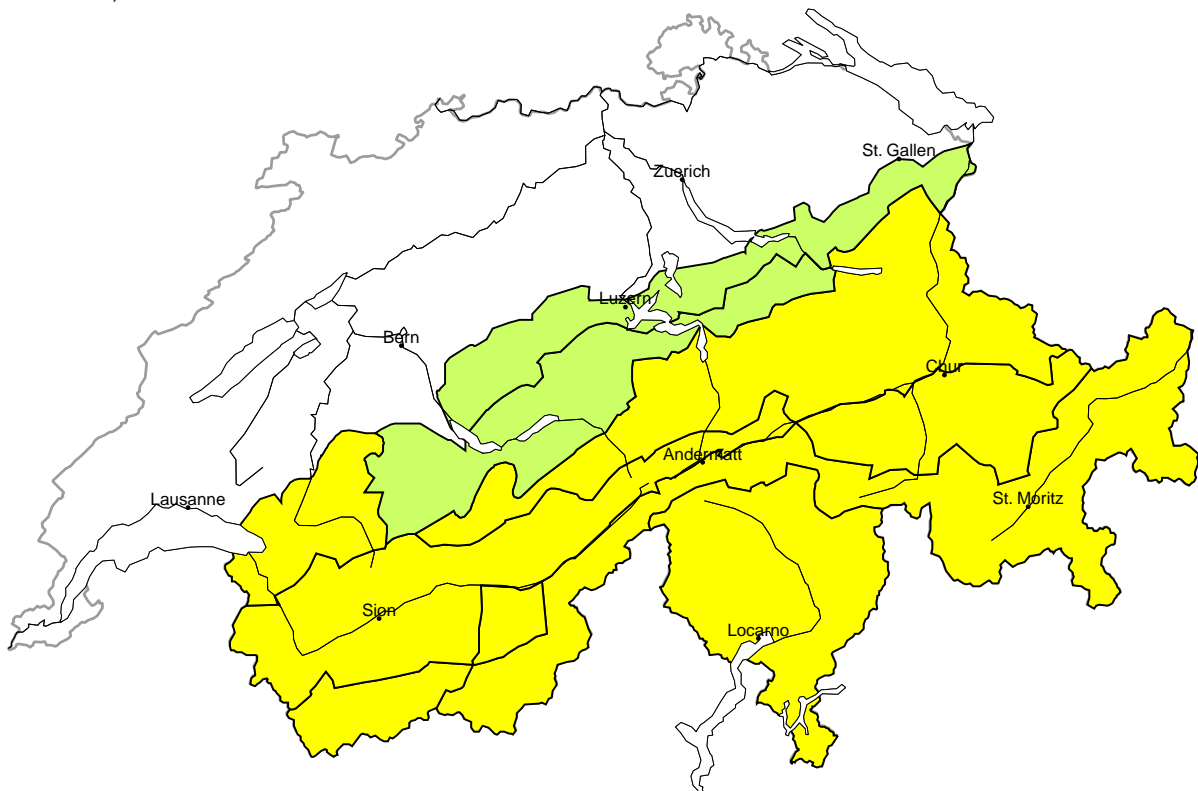 St. Gallen
Zuerich
Luzern
Bern
Chur
Andermatt
Lausanne
St. Moritz
Sion
Locarno